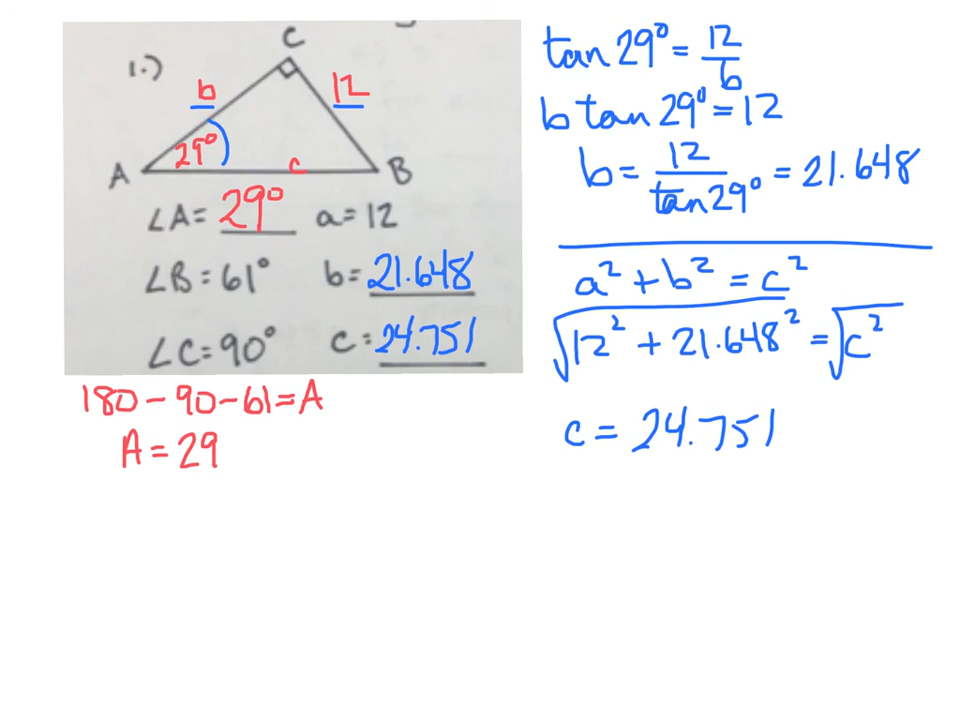 1.)
C
b
12
29°
c
A
B
∠A = 29° a = 12
∠B = 61° b = 21.648
∠C = 90° c = 24.751
180 - 90 - 61 = A
A = 29
tan 29° = 12/b
b tan 29° = 12
b = 12/tan 29° = 21.648
a² + b² = c²
√12² + 21.648² = √c²
c = 24.751